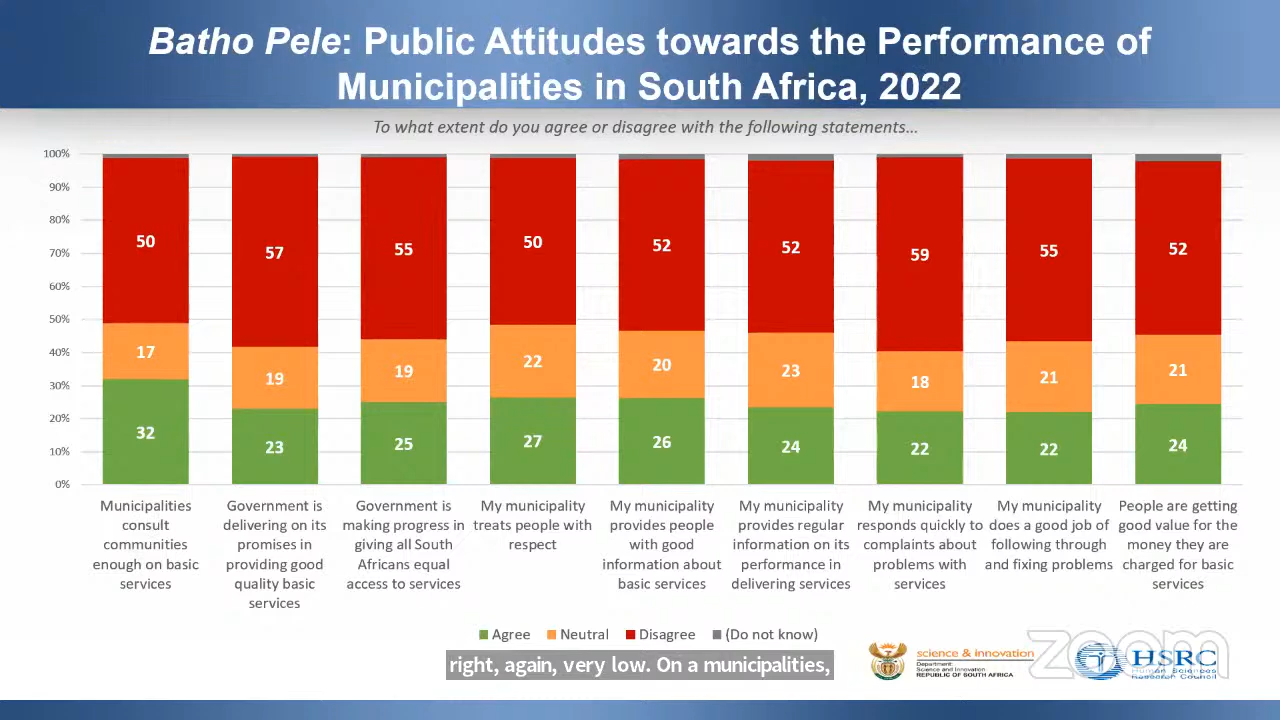 Batho Pele: Public Attitudes towards the Performance of
Municipalities in South Africa, 2022
To what extent do you agree or disagree with the following statements...
100%
90%
80%
70%
60%
50%
40%
30%
20%
10%
0%
50
17
32
57
19
23
55
19
25
50
22
27
52
20
26
52
23
24
59
18
22
55
21
22
52
21
24
Municipalities
consult
communities
enough on basic
services
Government is
delivering on its
promises in
providing good
quality basic
services
Government is
making progress in
giving all South
Africans equal
access to services
My municipality
treats people with
respect
My municipality
provides people
with good
information about
basic services
My municipality
provides regular
information on its
performance in
delivering services
My municipality
responds quickly to
complaints about
problems with
services
My municipality
does a good job of
following through
and fixing problems
People are getting
good value for the
money they are
charged for basic
services
Agree Neutral Disagree (Do not know)
right, again, very low. On a municipalities,
science & innovation
Department:
Science and Innovation
REPUBLIC OF SOUTH AFRICA
zoom
HSRC
Human Sciences
Research Council